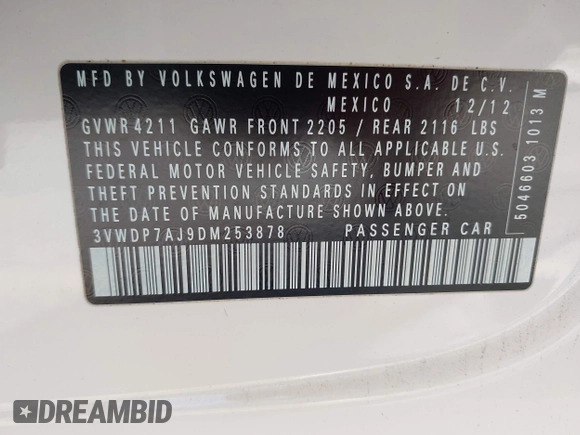 MFD BY VOLKSWAGEN DE MEXICO S.A. DE C.V.
MEXICO 12/12
GVWR 4211 GAWR FRONT 2205 / REAR 2116 LBS
THIS VEHICLE CONFORMS TO ALL APPLICABLE U.S.
FEDERAL MOTOR VEHICLE SAFETY, BUMPER AND
THEFT PREVENTION STANDARDS IN EFFECT ON
THE DATE OF MANUFACTURE SHOWN ABOVE.
3VWDP7AJ9DM253878 PASSENGER CAR
5046603 1013 M
DREAMBID